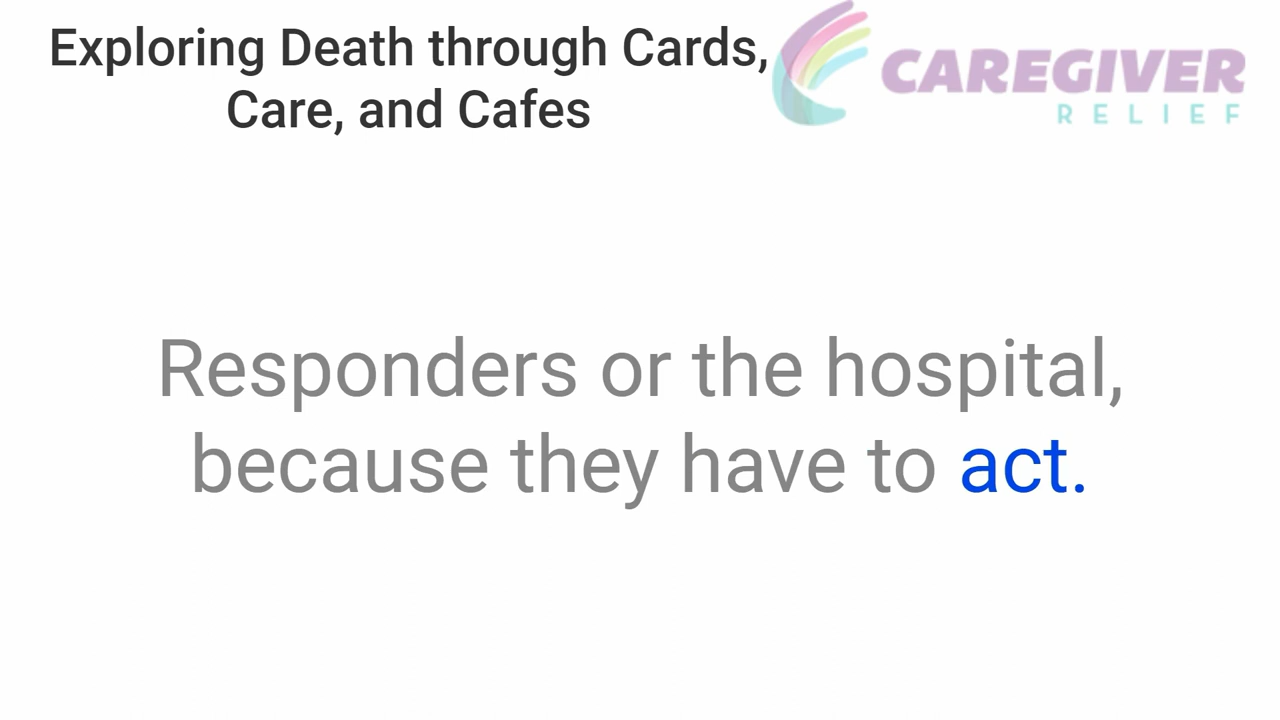 Exploring Death through Cards,
Care, and Cafes
CAREGIVER
RELIEF
Responders or the hospital,
because they have to act.